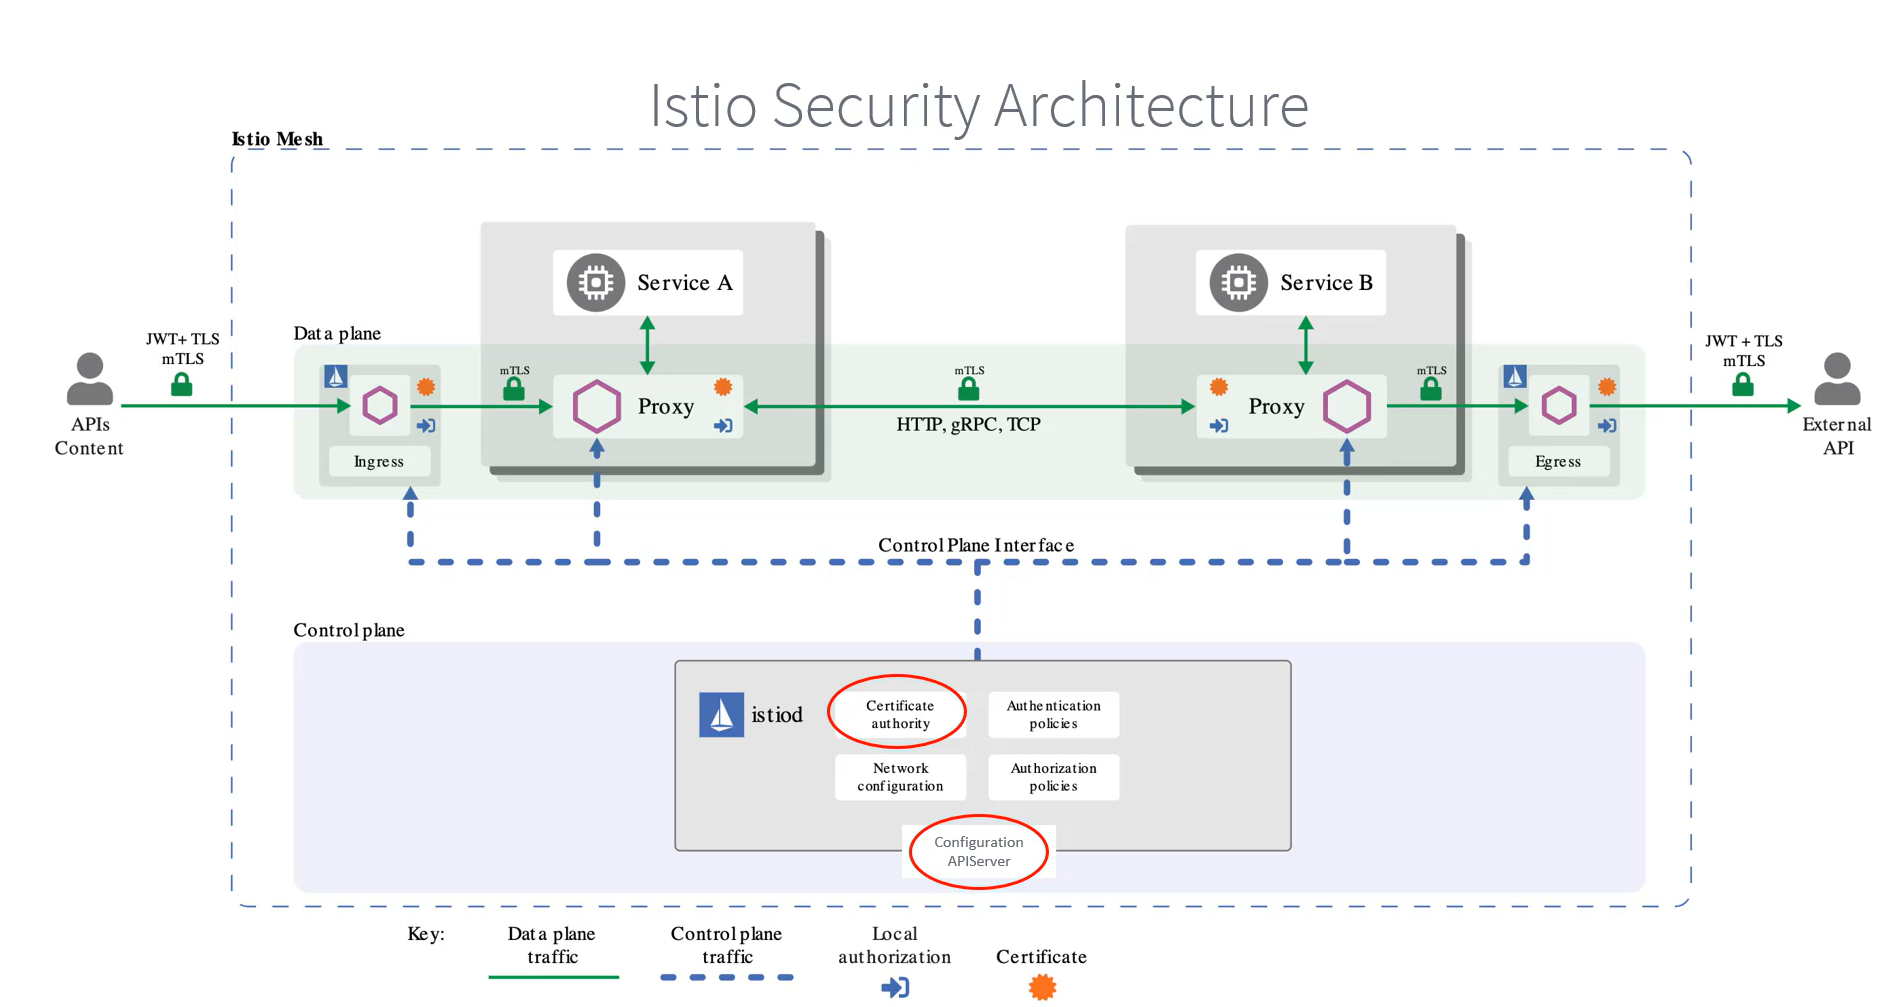 Istio Security Architecture
Istio Mesh
Service A
Service B
Data plane
JWT+ TLS
mTLS
mTLS
mTLS
mTLS
JWT + TLS
mTLS
Proxy
Proxy
HTTP, gRPC, TCP
APIs
Content
External
API
Ingress
Egress
Control Plane Interface
Control plane
istiod
Certificate
authority
Authentication
policies
Network
configuration
Authorization
policies
Configuration
APIServer
Key:
Data plane
traffic
Control plane
traffic
Local
authorization
Certificate